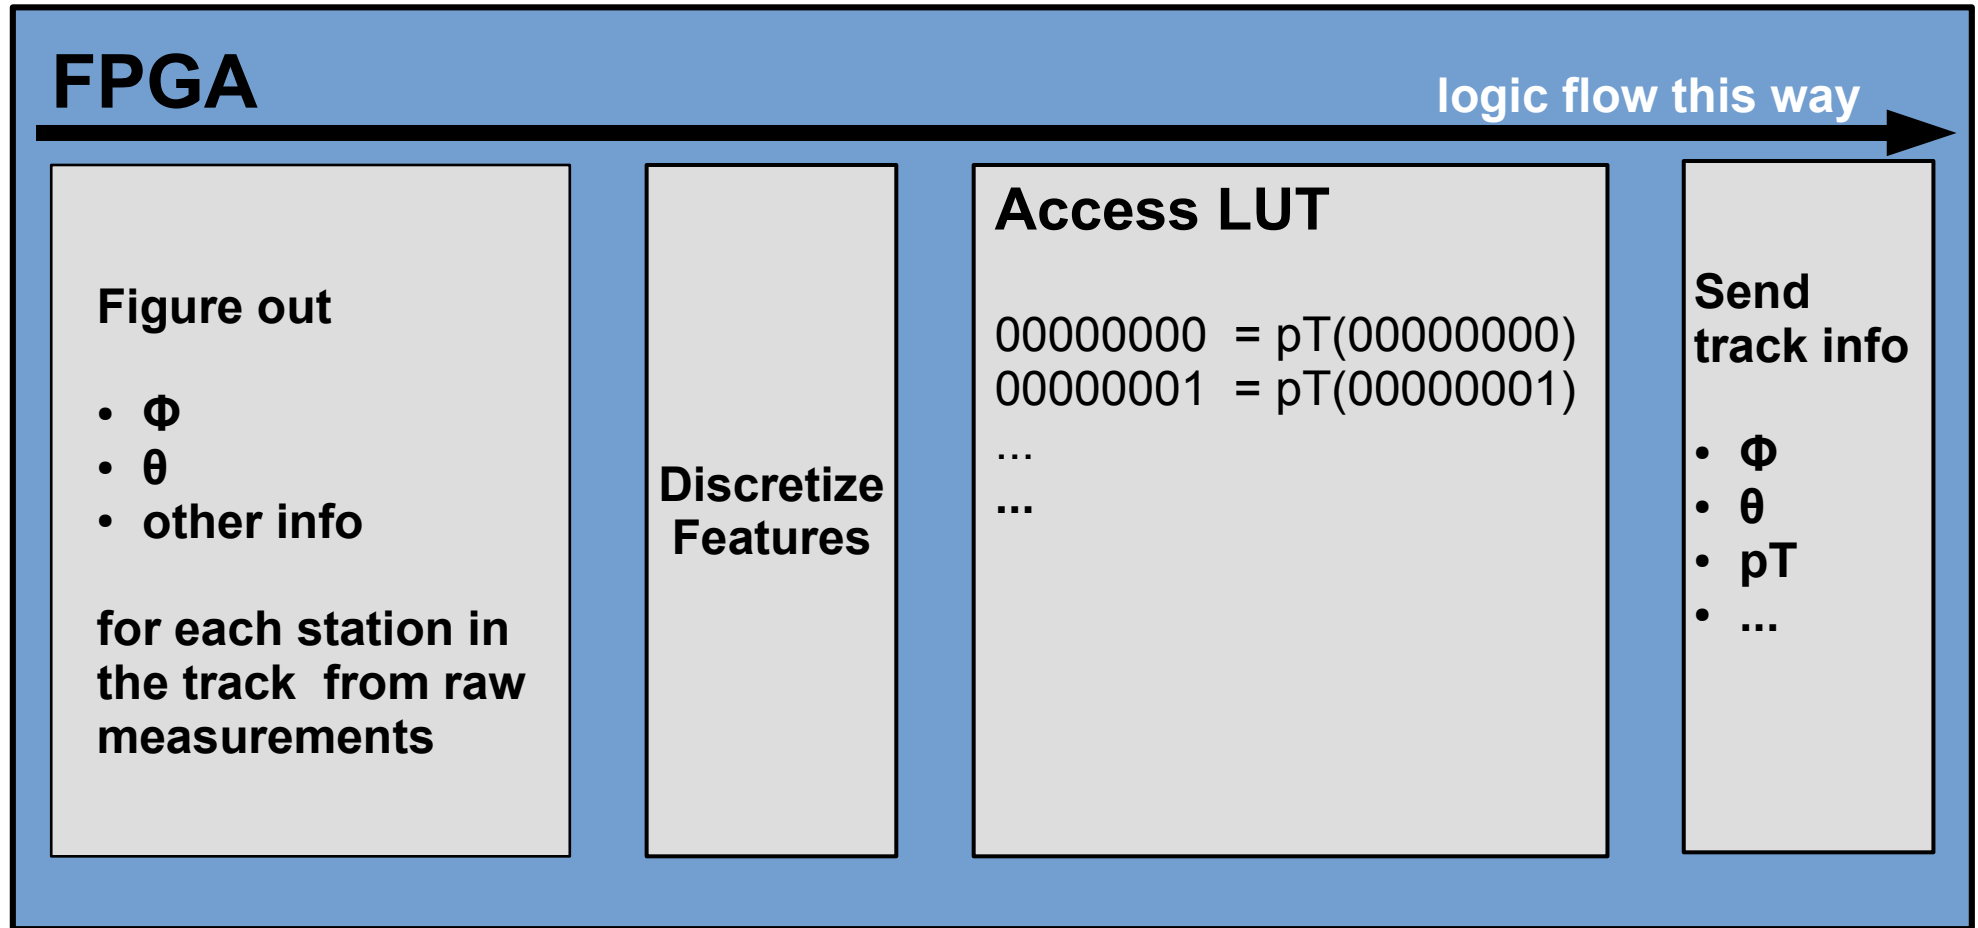 FPGA
logic flow this way
Figure out
• Φ
• θ
• other info
for each station in
the track from raw
measurements
Discretize
Features
Access LUT
00000000 = pT(00000000)
00000001 = pT(00000001)
...
...
Send
track info
• Φ
• θ
• pT
• ...